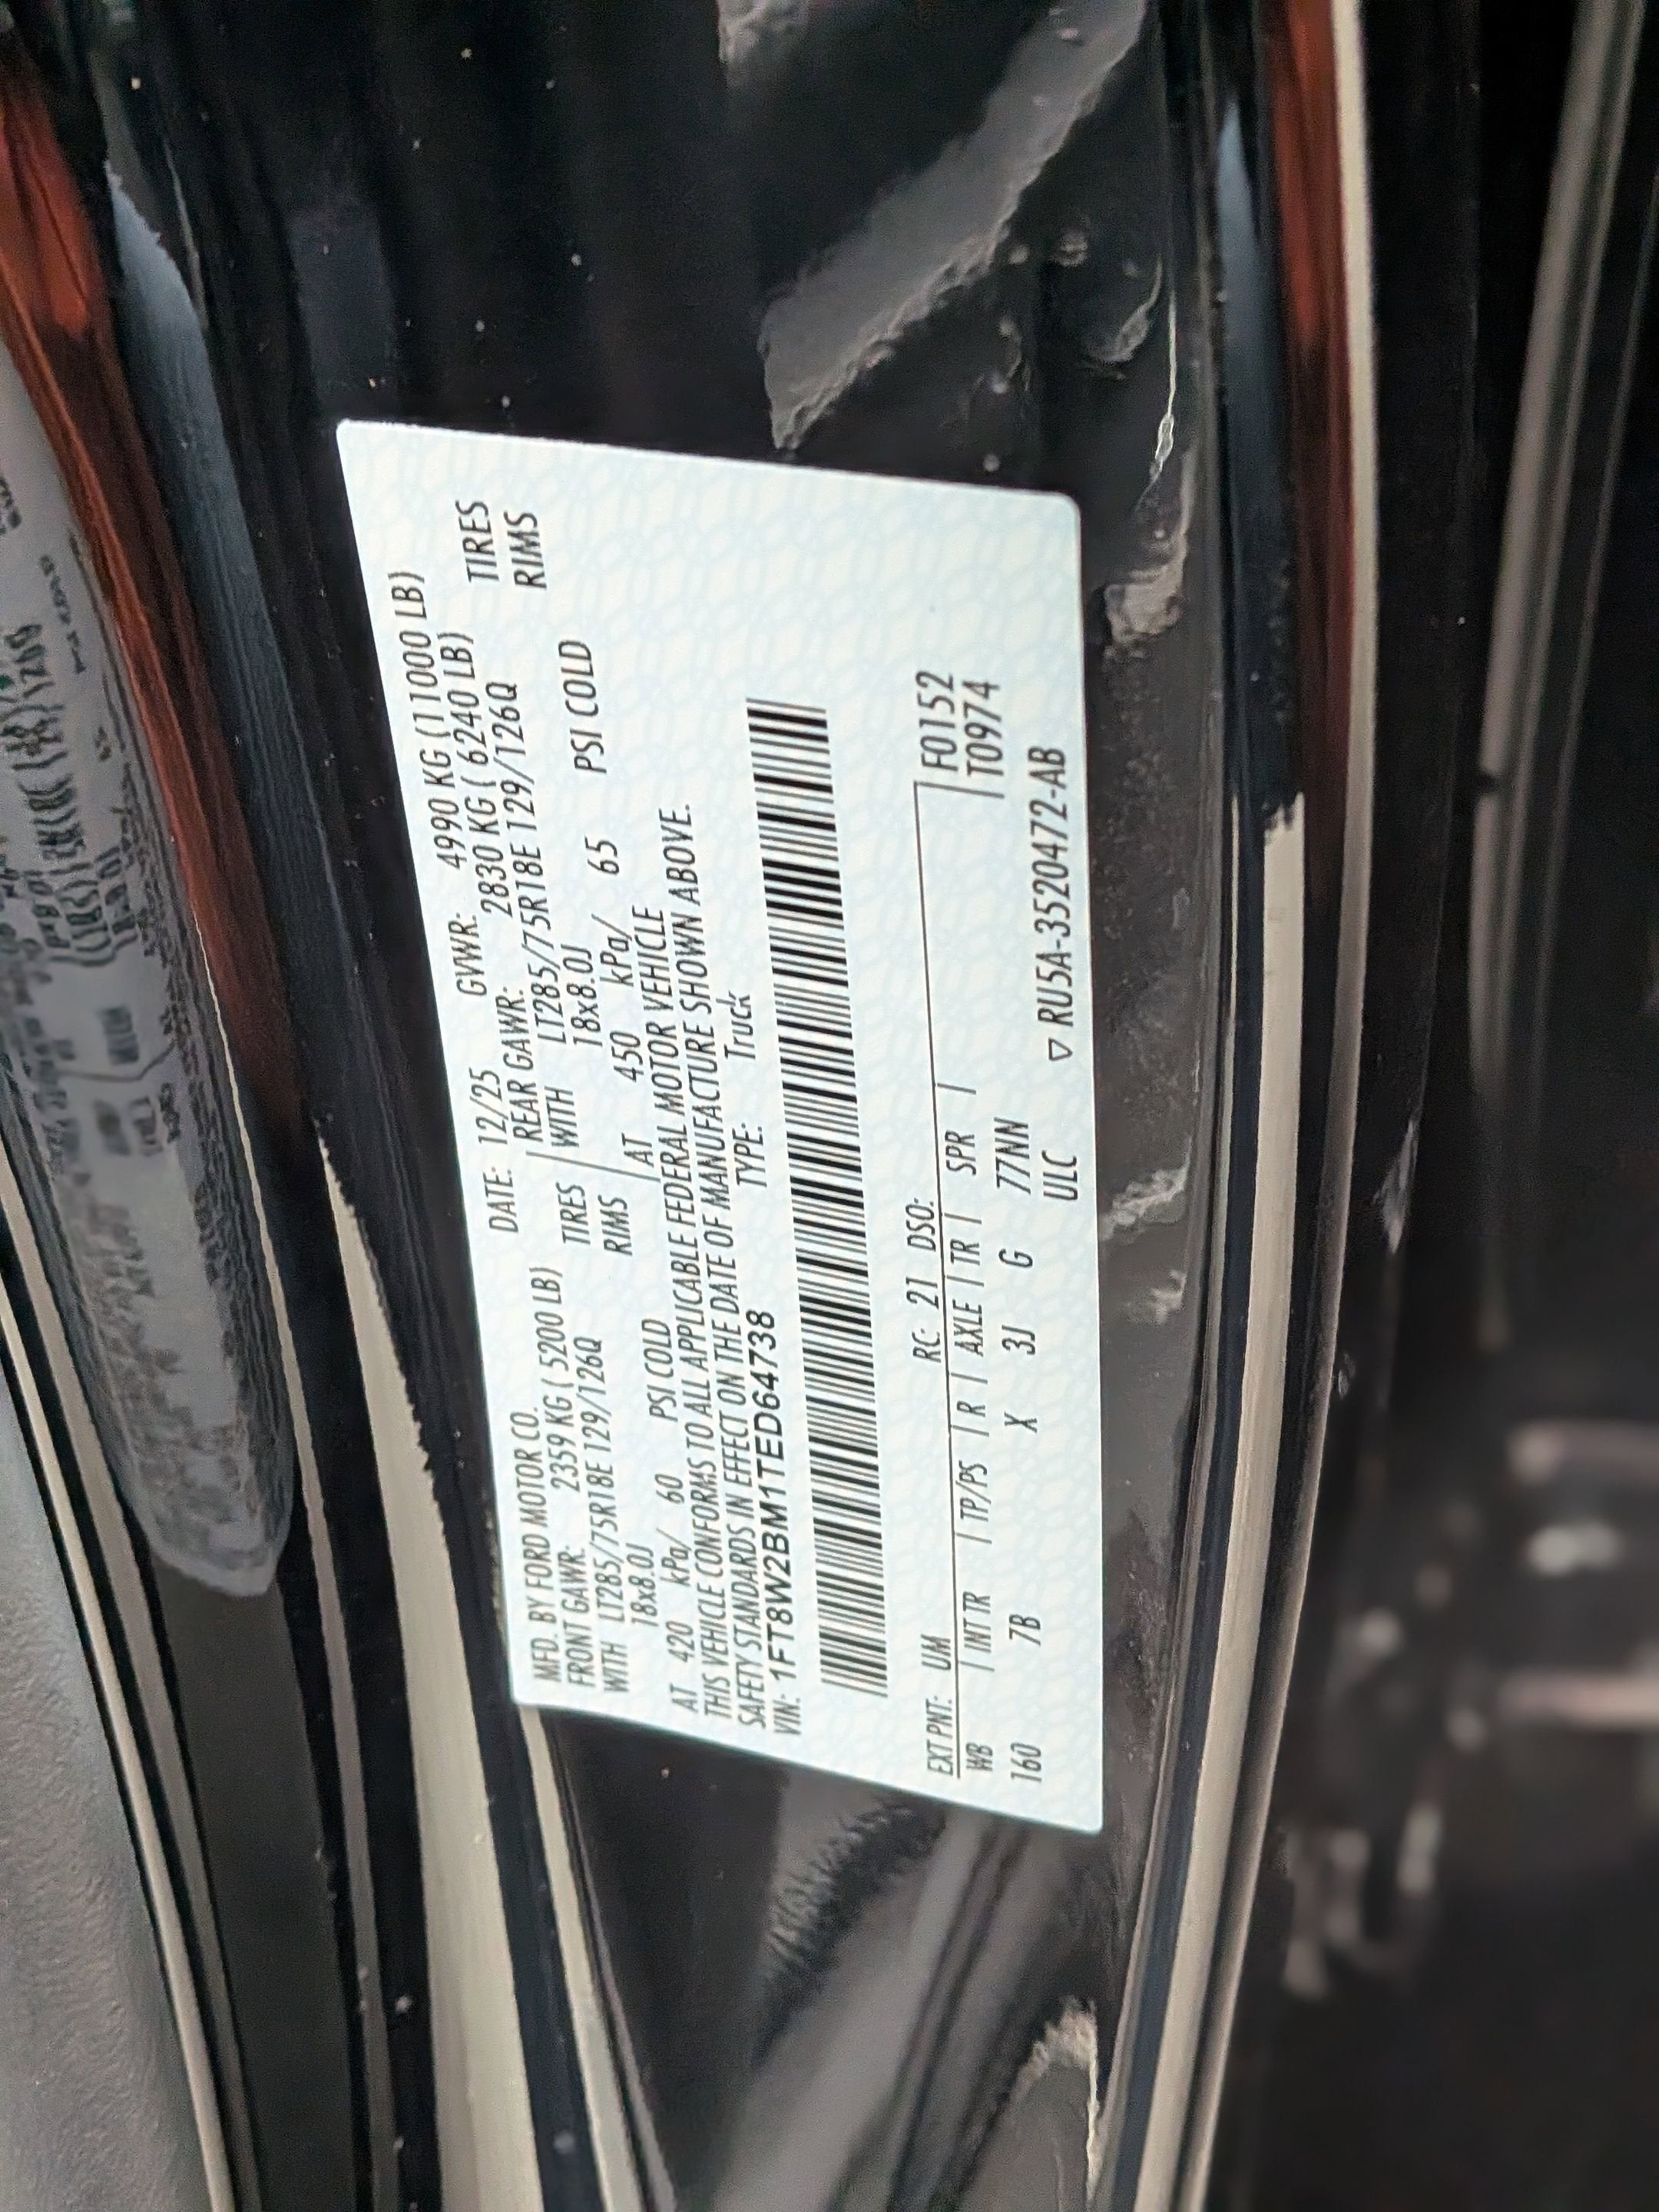 MFD. BY FORD MOTOR CO. DATE: 12/25 GVWR: 4990 KG (11000 LB)
FRONT GAWR: 2359 KG ( 5200 LB) REAR GAWR: 2830 KG ( 6240 LB)
WITH LT285/75R18E 129/126Q TIRES WITH LT285/75R18E 129/126Q TIRES
18x8.0J RIMS 18x8.0J RIMS
AT 420 kPa/ 60 PSI COLD AT 450 kPa/ 65 PSI COLD
THIS VEHICLE CONFORMS TO ALL APPLICABLE FEDERAL MOTOR VEHICLE
SAFETY STANDARDS IN EFFECT ON THE DATE OF MANUFACTURE SHOWN ABOVE.
VIN: 1FT8W2BM1TED64738 TYPE: Truck
EXT PNT: UM RC: 21 DSO: F0152
WB | INT TR | TP/PS | R | AXLE | TR | SPR | T0974
160 7B X 3J G 77NN
ULC ▽ RU5A-3520472-AB